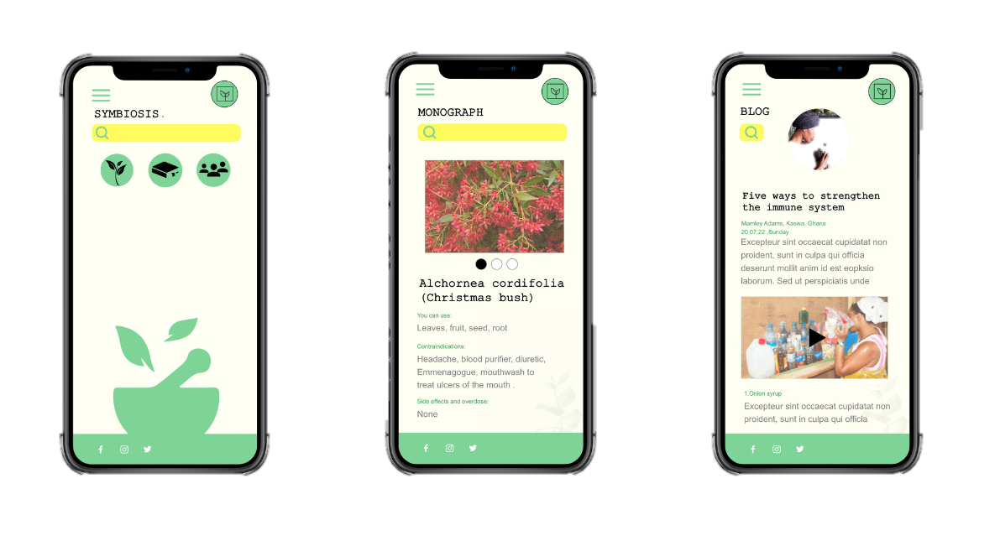 SYMBIOSIS.
MONOGRAPH
Alchornea cordifolia
(Christmas bush)
You can use:
Leaves, fruit, seed, root
Contraindications:
Headache, blood purifier, diuretic,
Emmenagogue, mouthwash to
treat ulcers of the mouth .
Side effects and overdose:
None
BLOG
Five ways to strengthen
the immune system
Mamley Adams, Kaswa, Ghana
20.07.22 .Sunday
Excepteur sint occaecat cupidatat non
proident, sunt in culpa qui officia
deserunt mollit anim id est eopksio
laborum. Sed ut perspiciatis unde
1.Onion syrup
Excepteur sint occaecat cupidatat non
proident, sunt in culpa qui officia